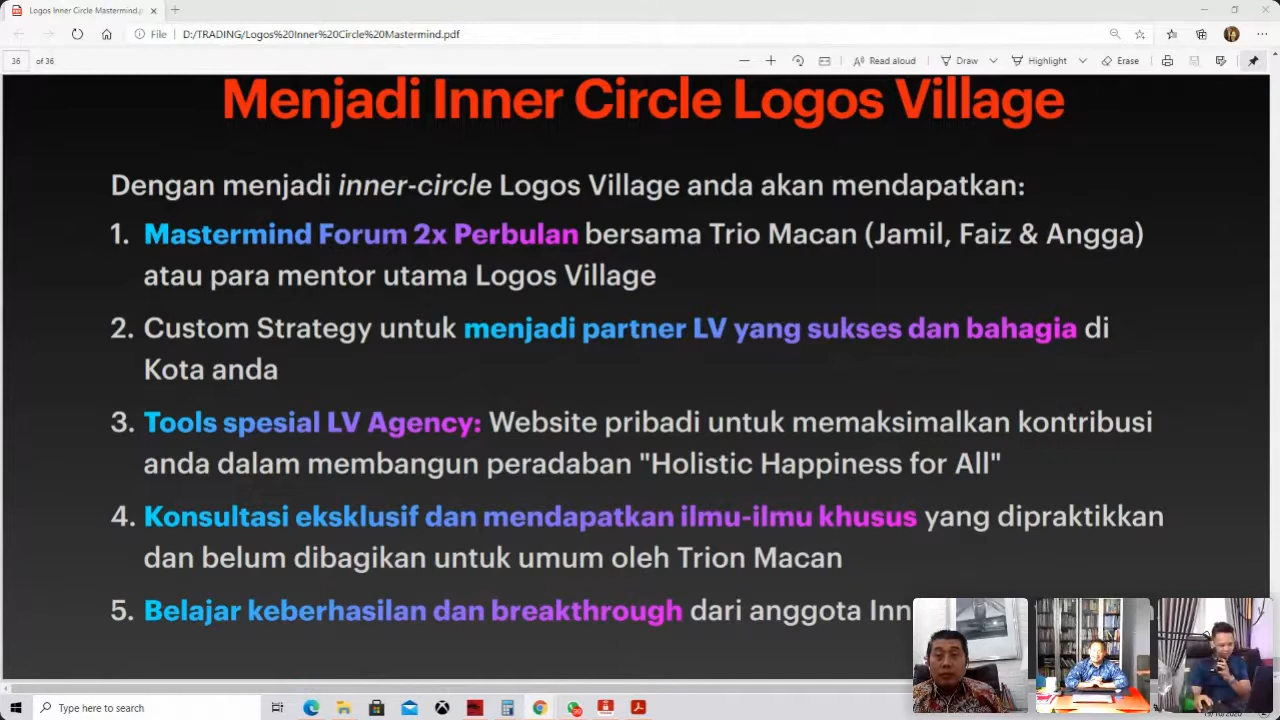 Logos Inner Circle Mastermind.p
File D:/TRADING/Logos%20Inner%20Circle%20Mastermind.pdf
36 of 36 Read aloud Draw Highlight Erase
Menjadi Inner Circle Logos Village
Dengan menjadi inner-circle Logos Village anda akan mendapatkan:
1. Mastermind Forum 2x Perbulan bersama Trio Macan (Jamil, Faiz & Angga)
atau para mentor utama Logos Village
2. Custom Strategy untuk menjadi partner LV yang sukses dan bahagia di
Kota anda
3. Tools spesial LV Agency: Website pribadi untuk memaksimalkan kontribusi
anda dalam membangun peradaban "Holistic Happiness for All"
4. Konsultasi eksklusif dan mendapatkan ilmu-ilmu khusus yang dipraktikkan
dan belum dibagikan untuk umum oleh Trion Macan
5. Belajar keberhasilan dan breakthrough dari anggota Inn
Type here to search